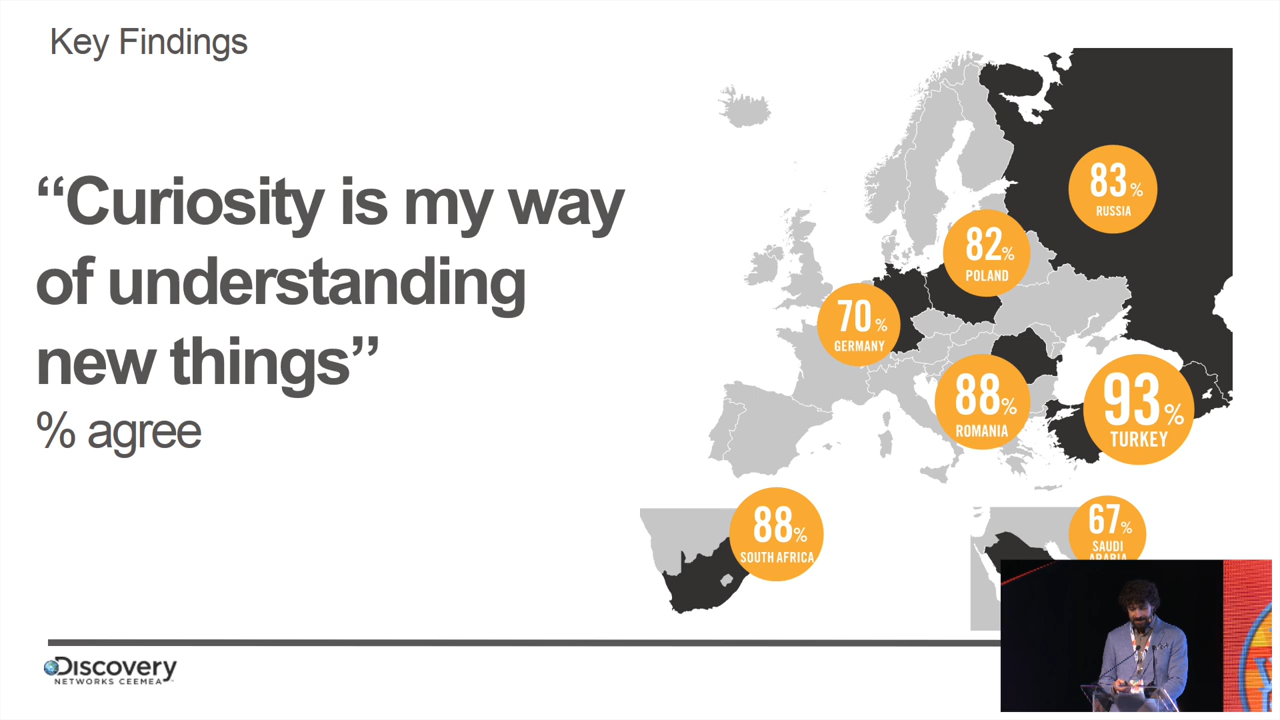 Key Findings
“Curiosity is my way
of understanding
new things”
% agree
83%
RUSSIA
82%
POLAND
70%
GERMANY
88%
ROMANIA
93%
TURKEY
88%
SOUTH AFRICA
67%
SAUDI
ARABIA
Discovery
NETWORKS CEEMEA